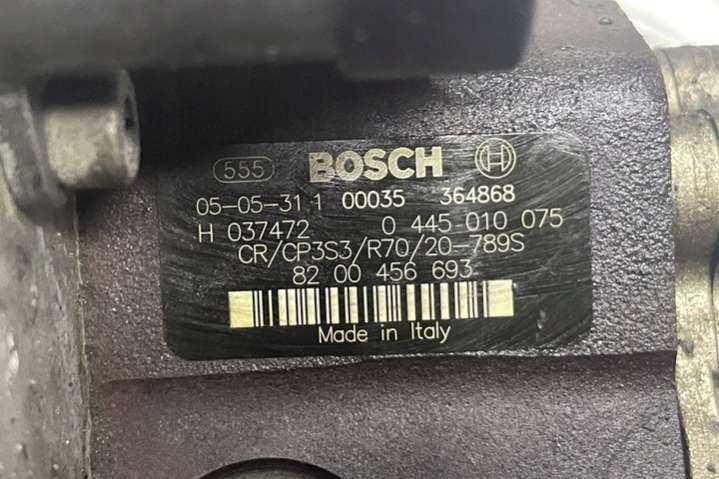 555 BOSCH
05-05-31 1 00035 364868
H 037472 0 445 010 075
CR/CP3S3/R70/20-789S
82 00 456 693
Made in Italy